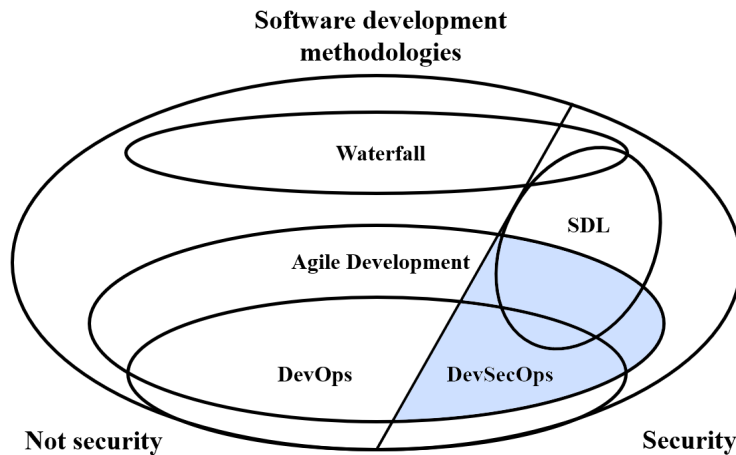 Software development
methodologies
Waterfall
SDL
Agile Development
DevOps
DevSecOps
Not security
Security